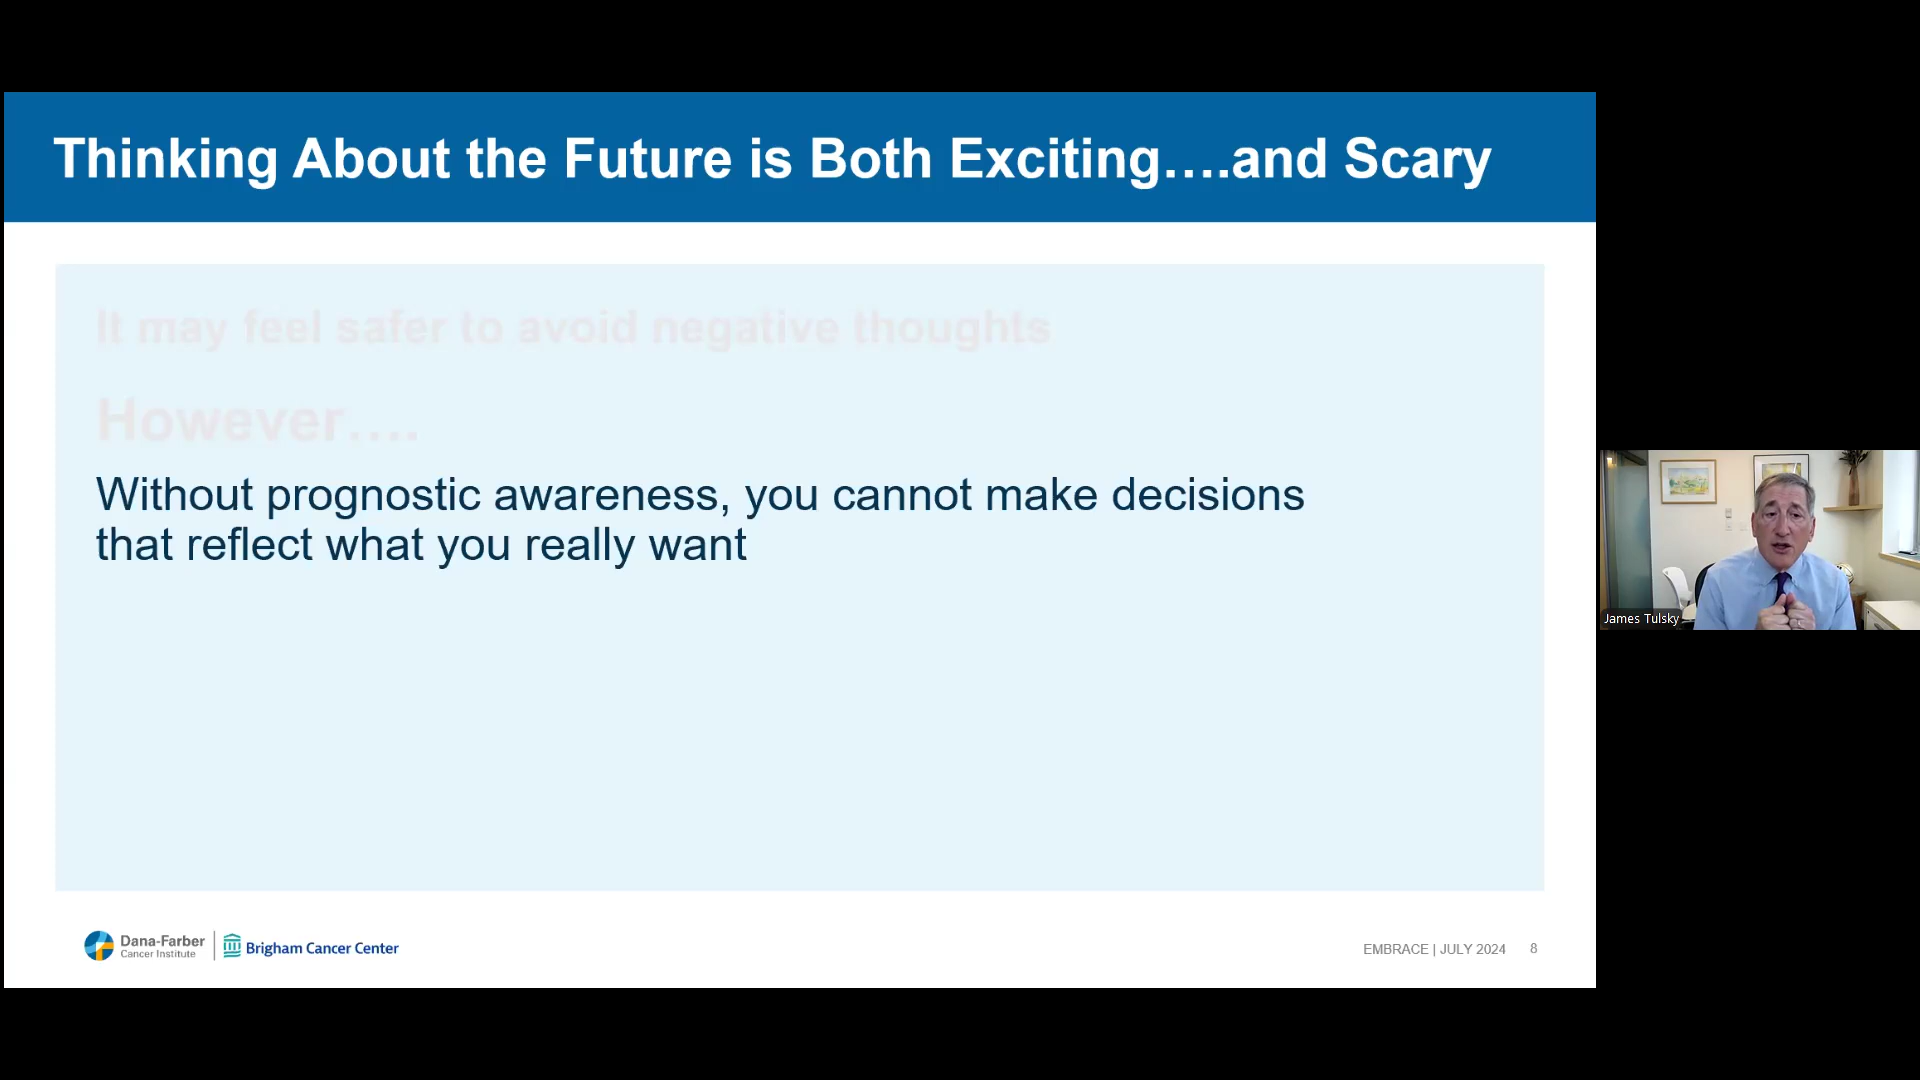 Thinking About the Future is Both Exciting….and Scary
It may feel safer to avoid negative thoughts
However….
Without prognostic awareness, you cannot make decisions
that reflect what you really want
James Tulsky
Dana-Farber
Cancer Institute
Brigham Cancer Center
EMBRACE | JULY 2024 8